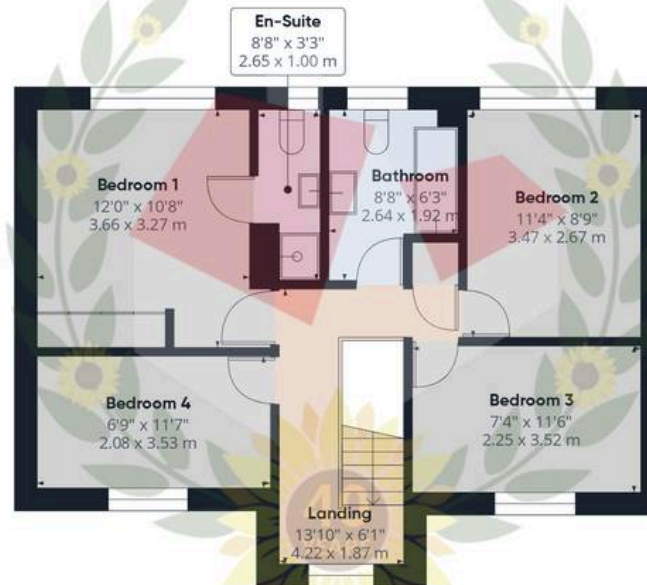 En-Suite
8'8" x 3'3"
2.65 x 1.00 m
Bedroom 1
12'0" x 10'8"
3.66 x 3.27 m
Bathroom
8'8" x 6'3"
2.64 x 1.92 m
Bedroom 2
11'4" x 8'9"
3.47 x 2.67 m
Bedroom 4
6'9" x 11'7"
2.08 x 3.53 m
Bedroom 3
7'4" x 11'6"
2.25 x 3.52 m
40
Landing
13'10" x 6'1"
4.22 x 1.87 m